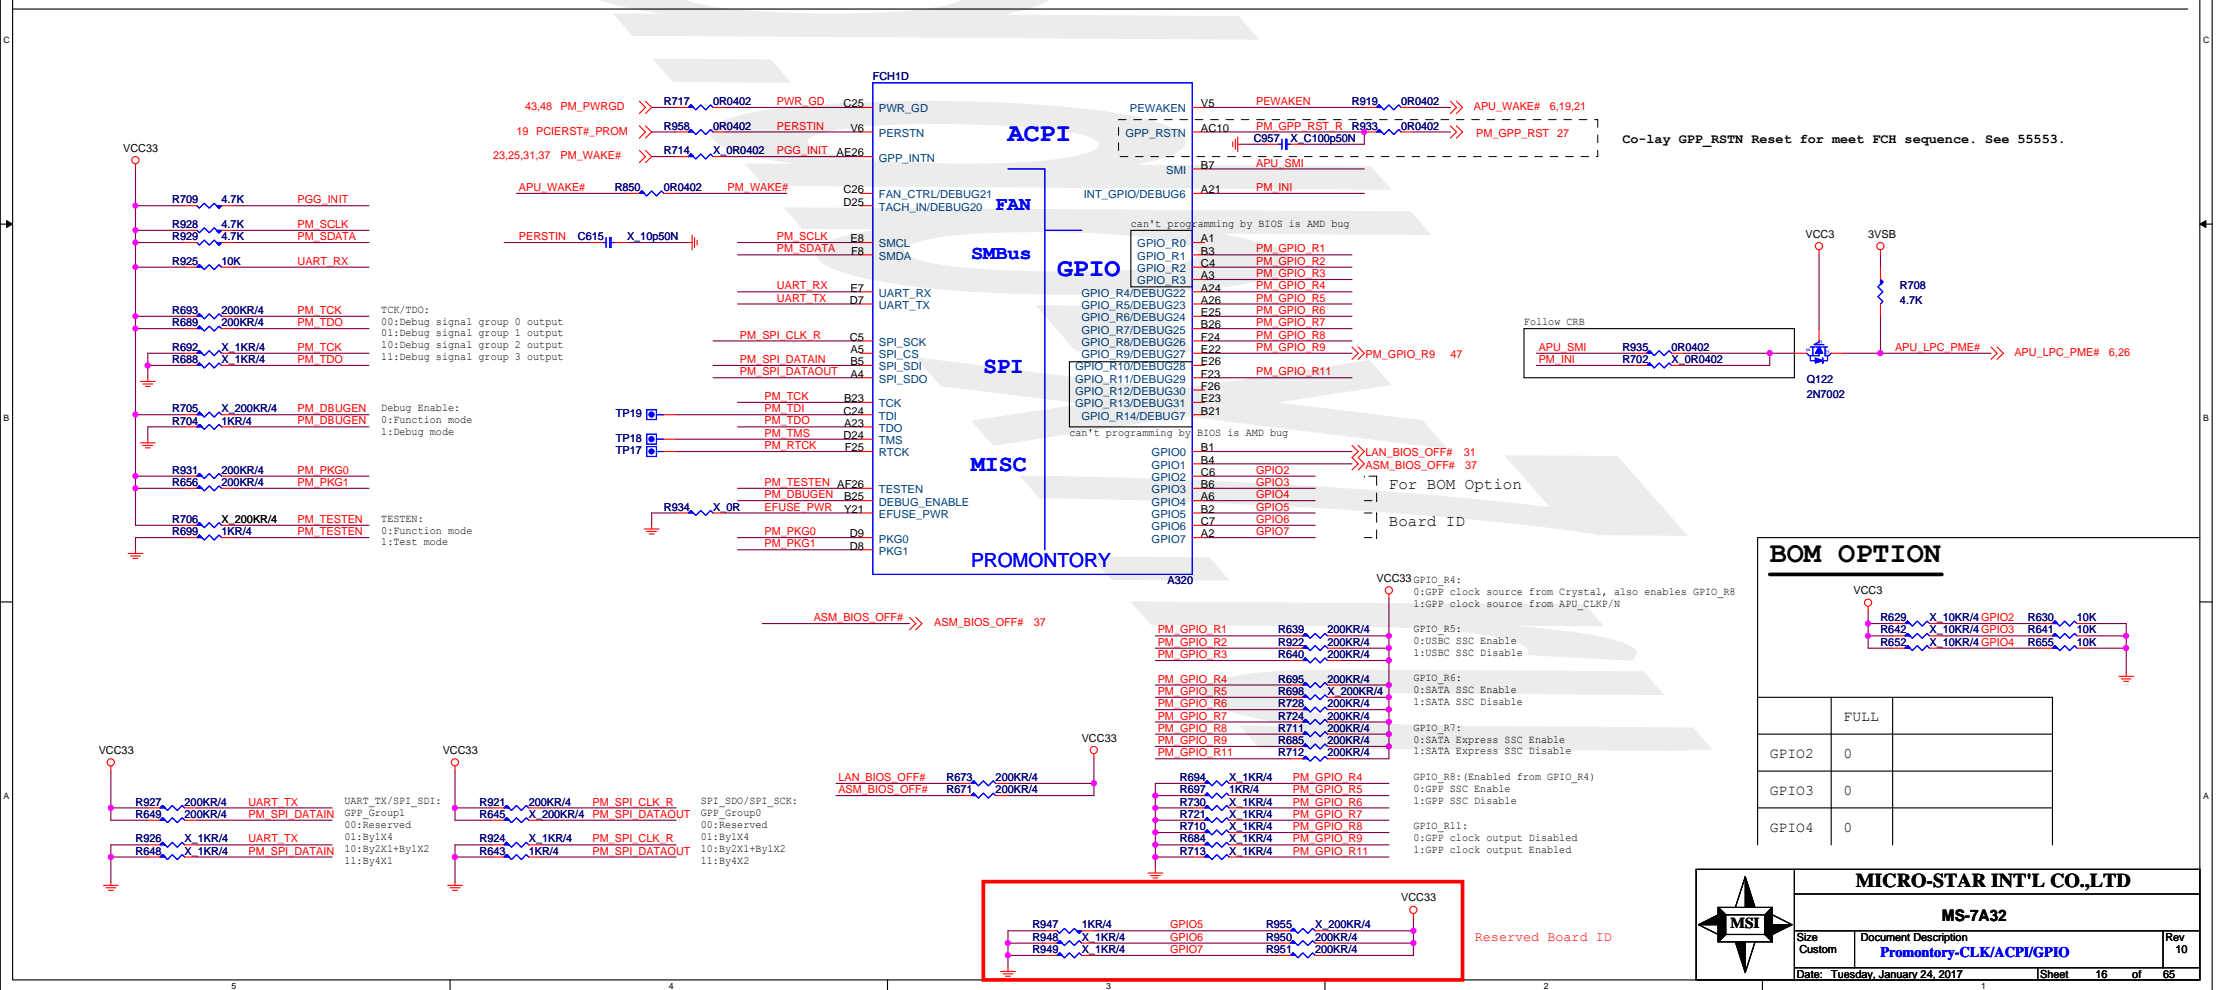 C
C
FCH1D
43,48 PM_PWRGD R717 0R0402 PWR_GD C25 PWR_GD
19 PCIERST#_PROM R958 0R0402 PERSTIN V6 PERSTN
23,25,31,37 PM_WAKE# R714 X_0R0402 PGG_INIT AE26 GPP_INTN
APU_WAKE# R850 0R0402 PM_WAKE# C26 FAN_CTRL/DEBUG21
D25 TACH_IN/DEBUG20
PERSTIN C615 X_10p50N
PM_SCLK E8 SMCL
PM_SDATA F8 SMDA
UART_RX E7 UART_RX
UART_TX D7 UART_TX
PM_SPI_CLK_R C5 SPI_SCK
A5 SPI_CS
PM_SPI_DATAIN B5 SPI_SDI
PM_SPI_DATAOUT A4 SPI_SDO
PM_TCK B23 TCK
TP19 PM_TDI C24 TDI
PM_TDO A23 TDO
TP18 PM_TMS D24 TMS
TP17 PM_RTCK F25 RTCK
PM_TESTEN AF26 TESTEN
PM_DBUGEN B25 DEBUG_ENABLE
R934 X_0R EFUSE_PWR Y21 EFUSE_PWR
PM_PKG0 D9 PKG0
PM_PKG1 D8 PKG1
ACPI
FAN
SMBus
GPIO
SPI
MISC
PROMONTORY
A320
PEWAKEN V5 PEWAKEN R919 0R0402 APU_WAKE# 6,19,21
GPP_RSTN AC10 PM_GPP_RST_R R933 0R0402 PM_GPP_RST 27
C957 X_C100p50N
Co-lay GPP_RSTN Reset for meet FCH sequence. See 55553.
SMI B7 APU_SMI
INT_GPIO/DEBUG6 A21 PM_INI
can't programming by BIOS is AMD bug
GPIO_R0 A1
GPIO_R1 B3 PM_GPIO_R1
GPIO_R2 C4 PM_GPIO_R2
GPIO_R3 A3 PM_GPIO_R3
GPIO_R4/DEBUG22 A24 PM_GPIO_R4
GPIO_R5/DEBUG23 A26 PM_GPIO_R5
GPIO_R6/DEBUG24 E25 PM_GPIO_R6
GPIO_R7/DEBUG25 B26 PM_GPIO_R7
GPIO_R8/DEBUG26 F24 PM_GPIO_R8
GPIO_R9/DEBUG27 E22 PM_GPIO_R9 PM_GPIO_R9 47
GPIO_R10/DEBUG28 E26
GPIO_R11/DEBUG29 F23 PM_GPIO_R11
GPIO_R12/DEBUG30 F26
GPIO_R13/DEBUG31 E23
GPIO_R14/DEBUG7 B21
can't programming by BIOS is AMD bug
GPIO0 B1 LAN_BIOS_OFF# 31
GPIO1 B4 ASM_BIOS_OFF# 37
GPIO2 C6 GPIO2
GPIO3 B6 GPIO3
GPIO4 A6 GPIO4
GPIO5 B2 GPIO5
GPIO6 C7 GPIO6
GPIO7 A2 GPIO7
For BOM Option
Board ID
VCC33
R709 4.7K PGG_INIT
R928 4.7K PM_SCLK
R929 4.7K PM_SDATA
R925 10K UART_RX
R693 200KR/4 PM_TCK
R689 200KR/4 PM_TDO
R692 X_1KR/4 PM_TCK
R688 X_1KR/4 PM_TDO
TCK/TDO:
00:Debug signal group 0 output
01:Debug signal group 1 output
10:Debug signal group 2 output
11:Debug signal group 3 output
R705 X_200KR/4 PM_DBUGEN
R704 1KR/4 PM_DBUGEN
Debug Enable:
0:Function mode
1:Debug mode
R931 200KR/4 PM_PKG0
R656 200KR/4 PM_PKG1
R706 X_200KR/4 PM_TESTEN
R699 1KR/4 PM_TESTEN
TESTEN:
0:Function mode
1:Test mode
VCC3 3VSB
R708
4.7K
Follow CRB
APU_SMI R935 0R0402
PM_INI R702 X_0R0402
Q122
2N7002
APU_LPC_PME# APU_LPC_PME# 6,26
B
B
ASM_BIOS_OFF# ASM_BIOS_OFF# 37
VCC33
PM_GPIO_R1 R639 200KR/4
PM_GPIO_R2 R922 200KR/4
PM_GPIO_R3 R640 200KR/4
PM_GPIO_R4 R695 200KR/4
PM_GPIO_R5 R698 X_200KR/4
PM_GPIO_R6 R728 200KR/4
PM_GPIO_R7 R724 200KR/4
PM_GPIO_R8 R711 200KR/4
PM_GPIO_R9 R685 200KR/4
PM_GPIO_R11 R712 200KR/4
R694 X_1KR/4 PM_GPIO_R4
R697 1KR/4 PM_GPIO_R5
R730 X_1KR/4 PM_GPIO_R6
R721 X_1KR/4 PM_GPIO_R7
R710 X_1KR/4 PM_GPIO_R8
R684 X_1KR/4 PM_GPIO_R9
R713 X_1KR/4 PM_GPIO_R11
GPIO_R4:
0:GPP clock source from Crystal, also enables GPIO_R8
1:GPP clock source from APU_CLKP/N
GPIO_R5:
0:USBC SSC Enable
1:USBC SSC Disable
GPIO_R6:
0:SATA SSC Enable
1:SATA SSC Disable
GPIO_R7:
0:SATA Express SSC Enable
1:SATA Express SSC Disable
GPIO_R8:(Enabled from GPIO_R4)
0:GPP SSC Enable
1:GPP SSC Disable
GPIO_R11:
0:GPP clock output Disabled
1:GPP clock output Enabled
BOM OPTION
VCC3
R629 X_10KR/4 GPIO2 R630 10K
R642 X_10KR/4 GPIO3 R641 10K
R652 X_10KR/4 GPIO4 R655 10K
FULL
GPIO2 0
GPIO3 0
GPIO4 0
VCC33
R927 200KR/4 UART_TX
R649 200KR/4 PM_SPI_DATAIN
R926 X_1KR/4 UART_TX
R648 X_1KR/4 PM_SPI_DATAIN
UART_TX/SPI_SDI:
GPP_Group1
00:Reserved
01:By1X4
10:By2X1+By1X2
11:By4X1
VCC33
R921 200KR/4 PM_SPI_CLK_R
R645 X_200KR/4 PM_SPI_DATAOUT
R924 X_1KR/4 PM_SPI_CLK_R
R643 1KR/4 PM_SPI_DATAOUT
SPI_SDO/SPI_SCK:
GPP_Group0
00:Reserved
01:By1X4
10:By2X1+By1X2
11:By4X2
VCC33
LAN_BIOS_OFF# R673 200KR/4
ASM_BIOS_OFF# R671 200KR/4
A
A
VCC33
R947 1KR/4 GPIO5 R955 X_200KR/4
R948 X_1KR/4 GPIO6 R950 200KR/4
R949 X_1KR/4 GPIO7 R951 200KR/4
Reserved Board ID
MSI
MICRO-STAR INT'L CO.,LTD
MS-7A32
Size Document Description Rev
Custom Promontory-CLK/ACPI/GPIO 10
Date: Tuesday, January 24, 2017 Sheet 16 of 65
5 4 3 2 1